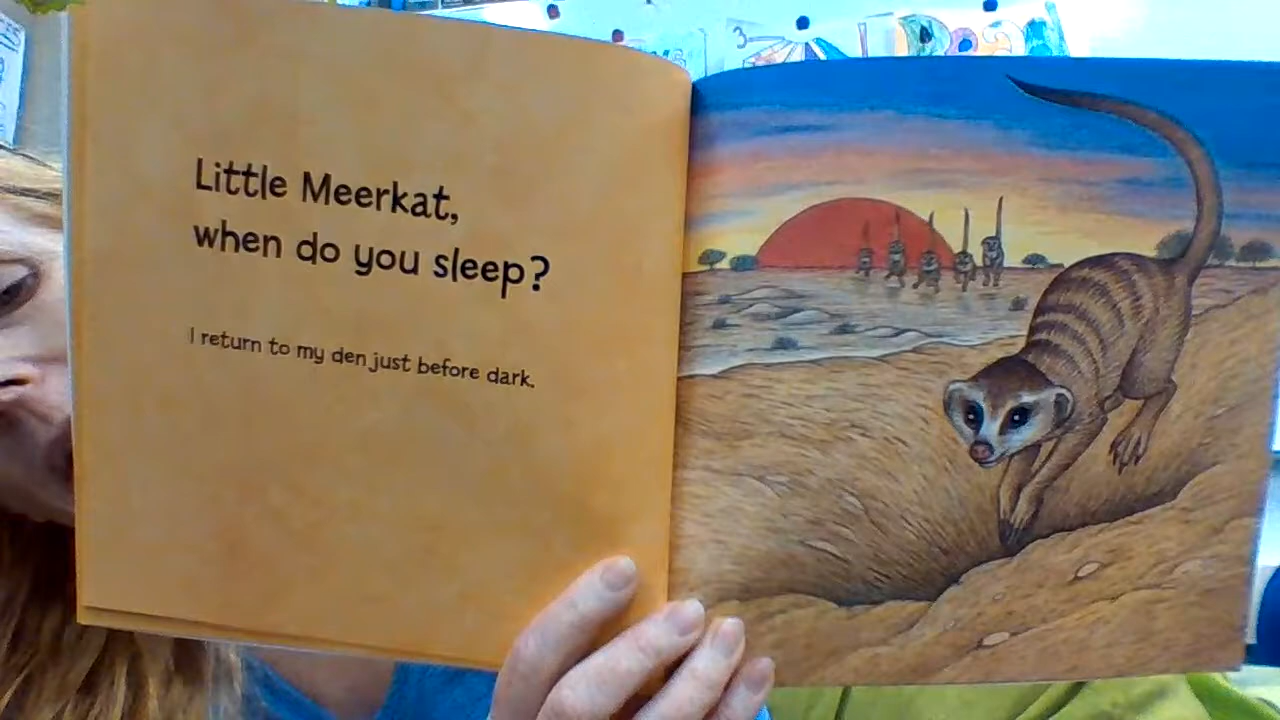 Little Meerkat,
when do you sleep?
I return to my den just before dark.